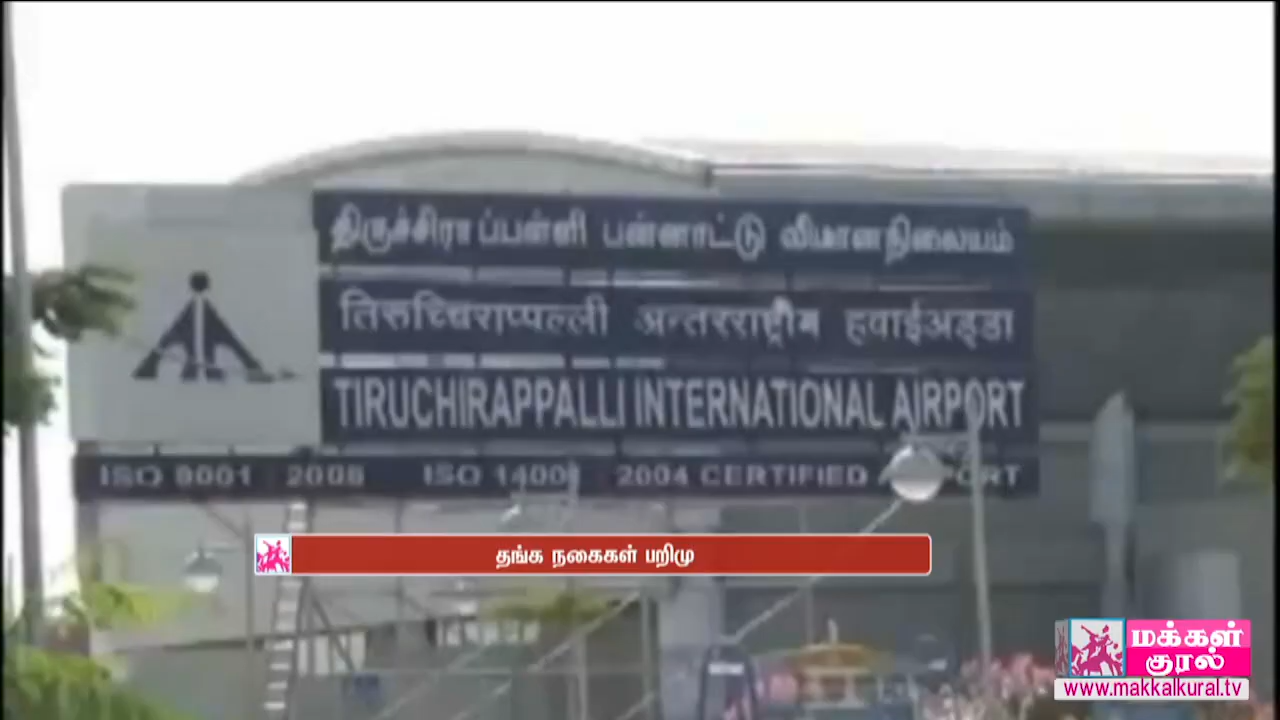 திருச்சிராப்பள்ளி பன்னாட்டு விமானநிலையம்
तिरुच्चिराप्पल्ली अन्तरराष्ट्रीय हवाईअड्डा
TIRUCHIRAPPALLI INTERNATIONAL AIRPORT
ISO 9001 : 2008 ISO 14001 : 2004 CERTIFIED AIRPORT
தங்க நகைகள் பறிமு
மக்கள்
குரல்
www.makkalkural.tv